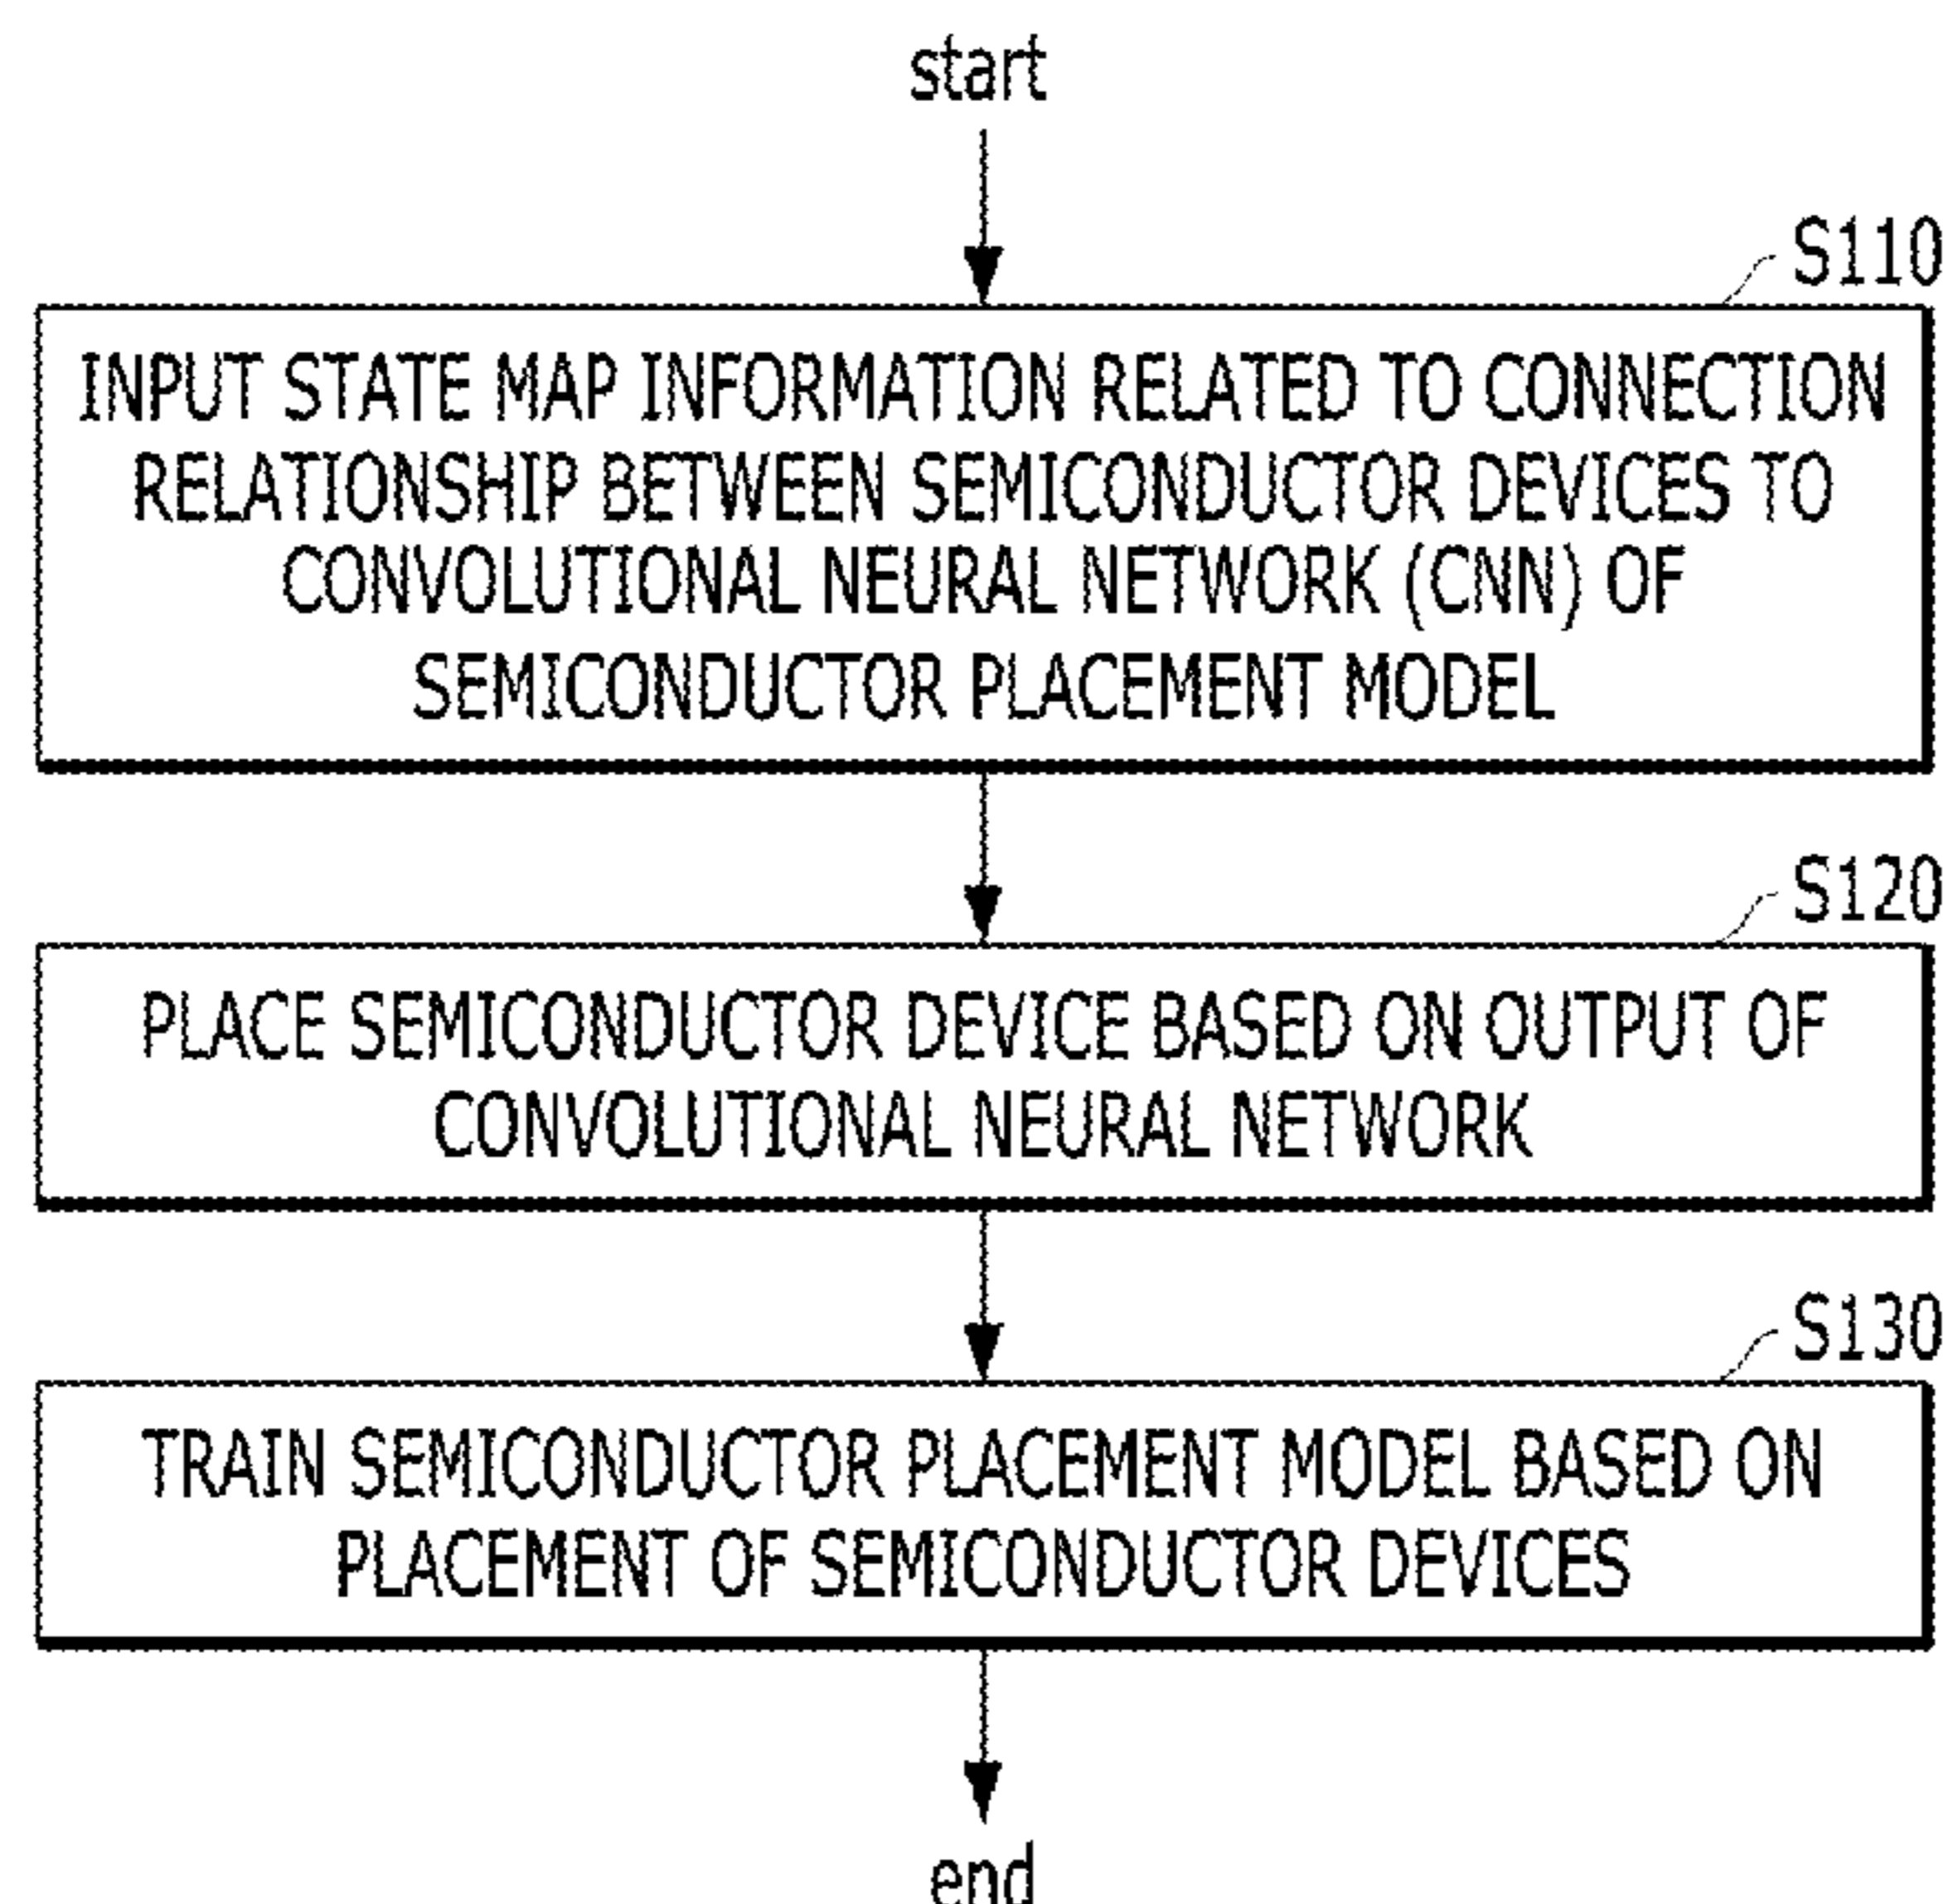 start
S110
INPUT STATE MAP INFORMATION RELATED TO CONNECTION
RELATIONSHIP BETWEEN SEMICONDUCTOR DEVICES TO
CONVOLUTIONAL NEURAL NETWORK (CNN) OF
SEMICONDUCTOR PLACEMENT MODEL
S120
PLACE SEMICONDUCTOR DEVICE BASED ON OUTPUT OF
CONVOLUTIONAL NEURAL NETWORK
S130
TRAIN SEMICONDUCTOR PLACEMENT MODEL BASED ON
PLACEMENT OF SEMICONDUCTOR DEVICES
end